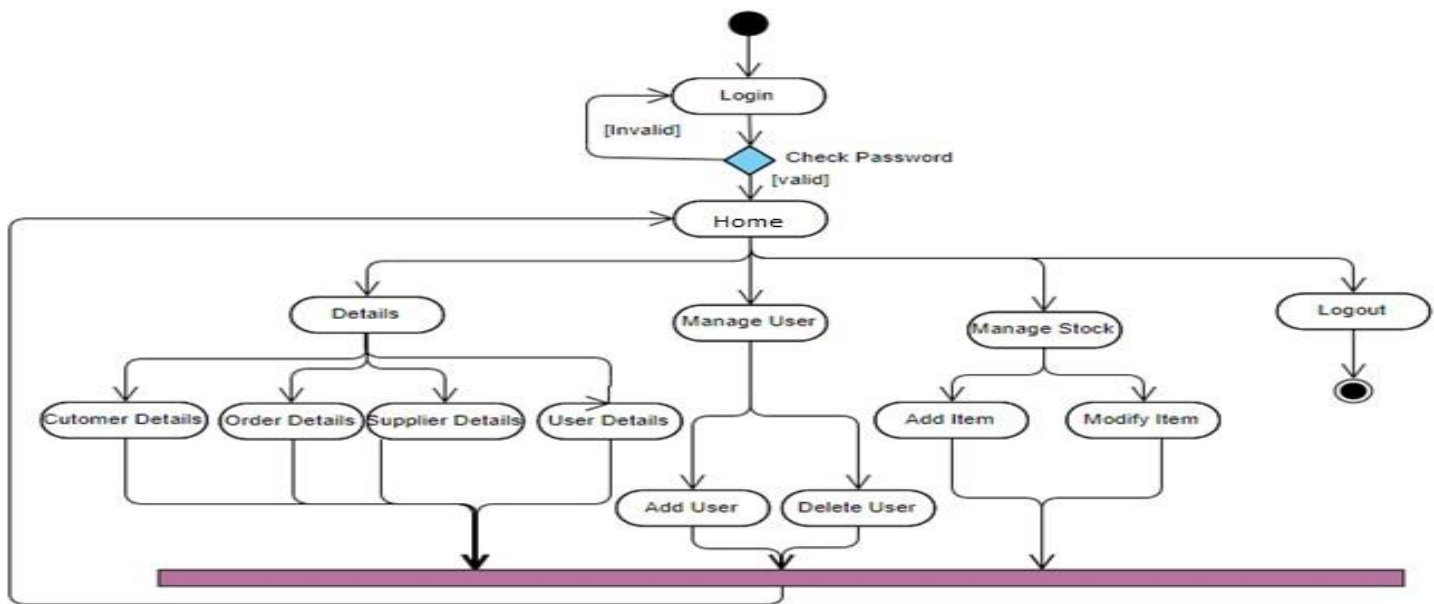 Login
[Invalid]
Check Password
[valid]
Home
Details
Manage User
Manage Stock
Logout
Cutomer Details
Order Details
Supplier Details
User Details
Add Item
Modify Item
Add User
Delete User